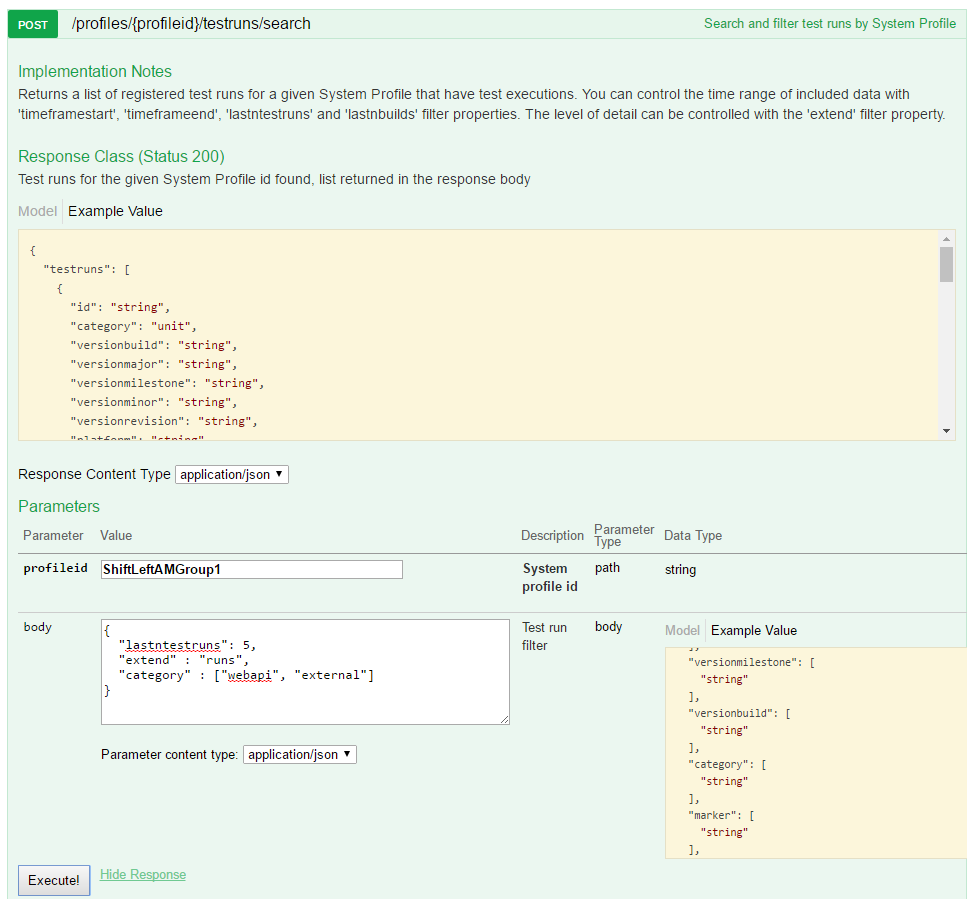 POST /profiles/{profileid}/testruns/search Search and filter test runs by System Profile
Implementation Notes
Returns a list of registered test runs for a given System Profile that have test executions. You can control the time range of included data with
'timeframestart', 'timeframeend', 'lastntestruns' and 'lastnbuilds' filter properties. The level of detail can be controlled with the 'extend' filter property.
Response Class (Status 200)
Test runs for the given System Profile id found, list returned in the response body
Model Example Value
{
"testruns": [
{
"id": "string",
"category": "unit",
"versionbuild": "string",
"versionmajor": "string",
"versionmilestone": "string",
"versionminor": "string",
"versionrevision": "string",
"platform": "string"
Response Content Type application/json
Parameters
Parameter Value Description Parameter Type Data Type
profileid ShiftLeftAMGroup1 System profile id path string
body
{
"lastntestruns": 5,
"extend" : "runs",
"category" : ["webapi", "external"]
}
Parameter content type: application/json
Test run
filter
body
Model Example Value
],
"versionmilestone": [
"string"
],
"versionbuild": [
"string"
],
"category": [
"string"
],
"marker": [
"string"
],
Execute! Hide Response